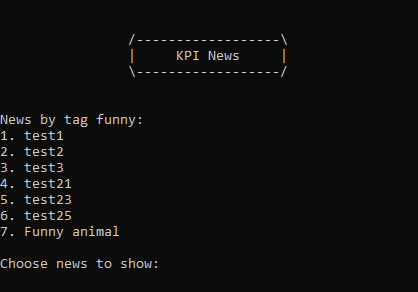 /------------------\
| KPI News |
\------------------/
News by tag funny:
1. test1
2. test2
3. test3
4. test21
5. test23
6. test25
7. Funny animal
Choose news to show: